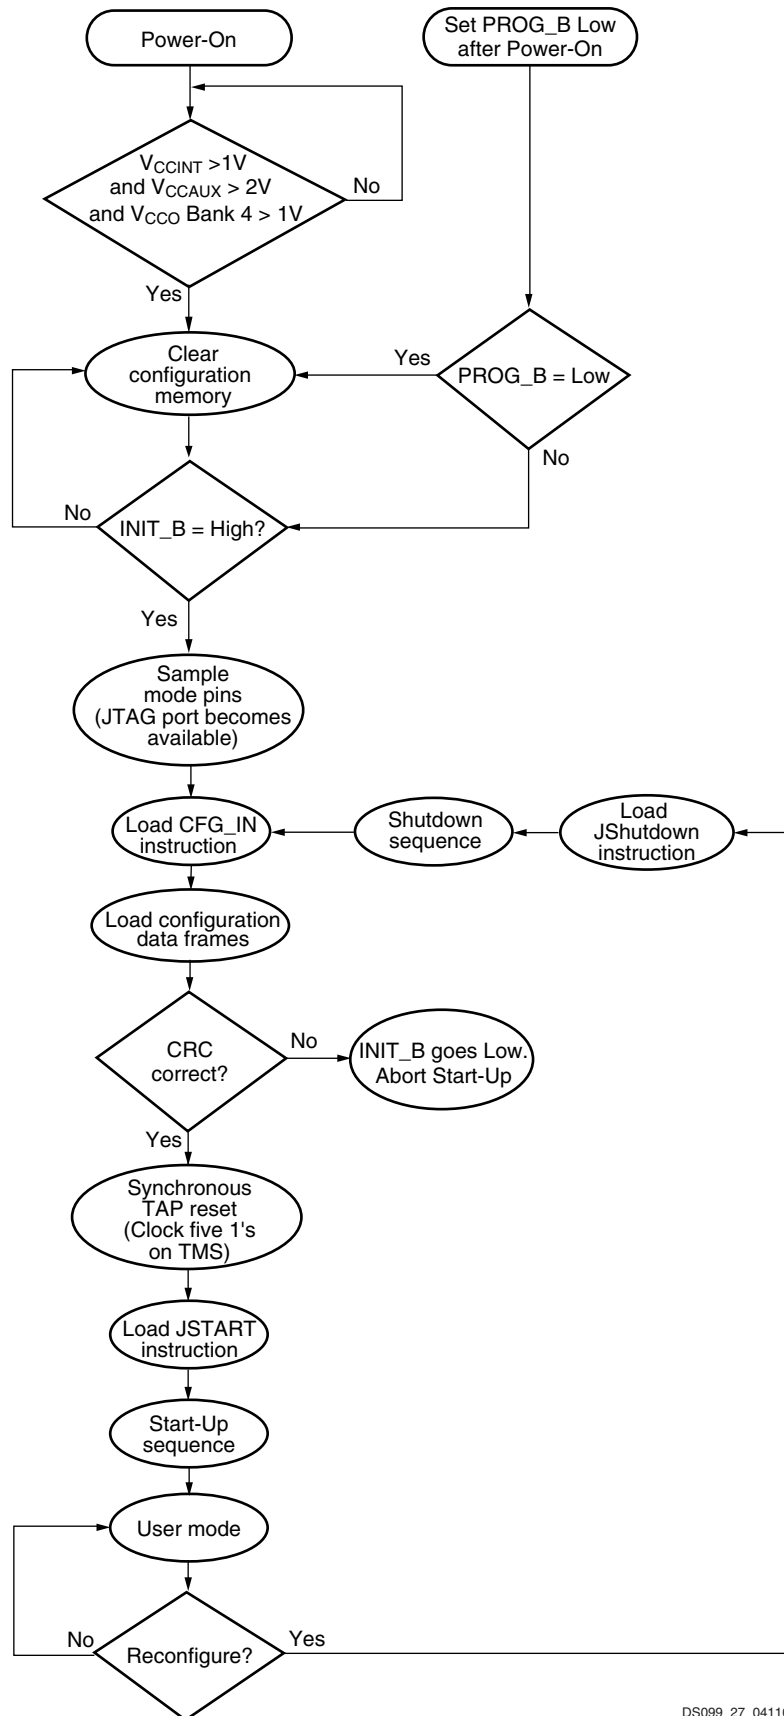 Power-On
Set PROG_B Low
after Power-On
VCCINT >1V
and VCCAUX > 2V
and VCCO Bank 4 > 1V
No
Yes
Clear
configuration
memory
Yes
PROG_B = Low
No
No
INIT_B = High?
Yes
Sample
mode pins
(JTAG port becomes
available)
Load CFG_IN
instruction
Shutdown
sequence
Load
JShutdown
instruction
Load configuration
data frames
CRC
correct?
No
INIT_B goes Low.
Abort Start-Up
Yes
Synchronous
TAP reset
(Clock five 1's
on TMS)
Load JSTART
instruction
Start-Up
sequence
User mode
No
Reconfigure?
Yes